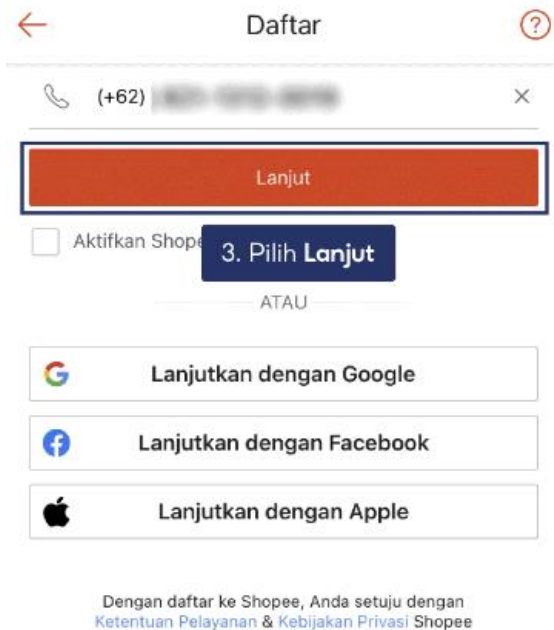 Daftar
(+62)
Lanjut
Aktifkan Shope
3. Pilih Lanjut
ATAU
Lanjutkan dengan Google
Lanjutkan dengan Facebook
Lanjutkan dengan Apple
Dengan daftar ke Shopee, Anda setuju dengan
Ketentuan Pelayanan & Kebijakan Privasi Shopee